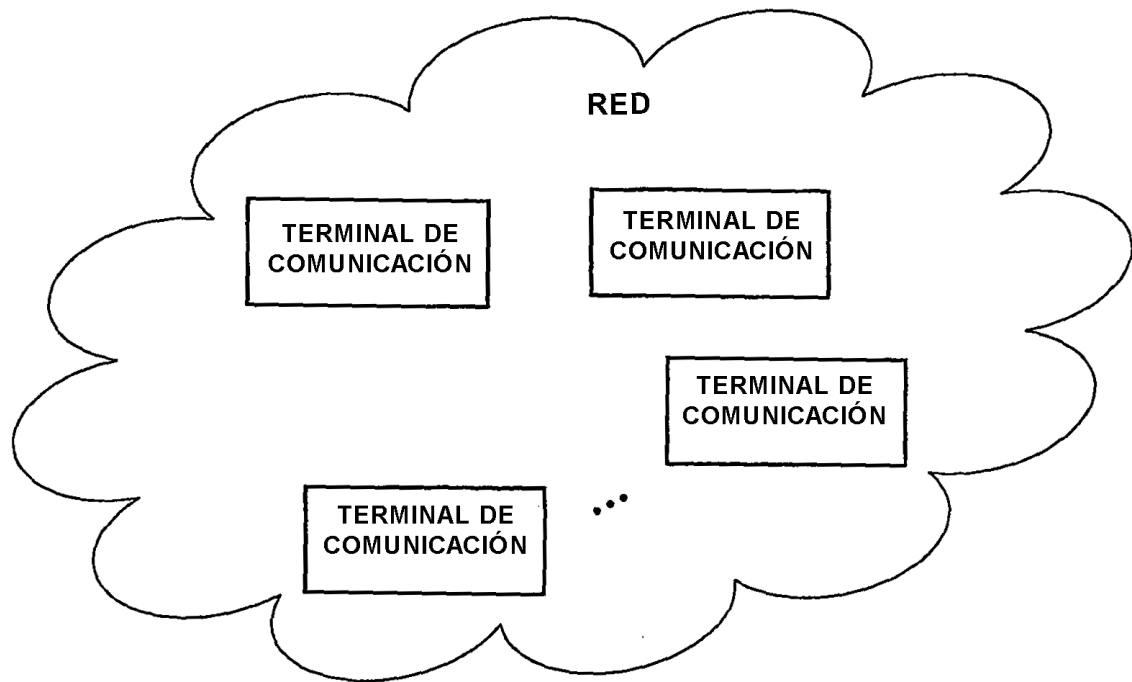 RED
TERMINAL DE
COMUNICACIÓN
TERMINAL DE
COMUNICACIÓN
TERMINAL DE
COMUNICACIÓN
TERMINAL DE
COMUNICACIÓN